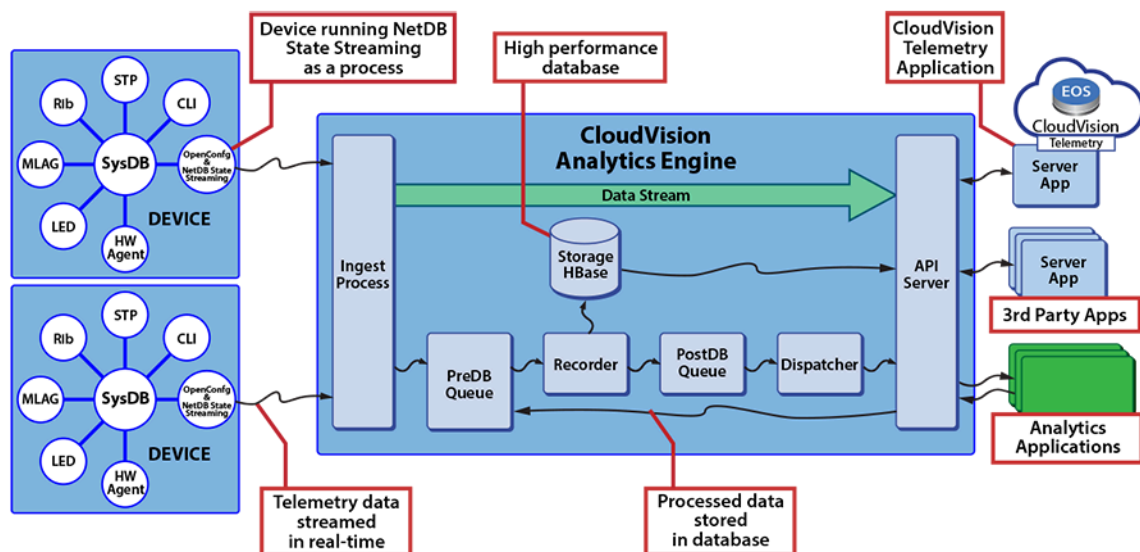 Device running NetDB
State Streaming
as a process
High performance
database
CloudVision
Telemetry
Application
STP
RIb
CLI
MLAG
SysDB
OpenConfg
&
NetDB State
Streaming
LED
DEVICE
HW
Agent
STP
RIb
CLI
MLAG
SysDB
OpenConfg
&
NetDB State
Streaming
LED
DEVICE
HW
Agent
CloudVision
Analytics Engine
Data Stream
Ingest
Process
Storage
HBase
PreDB
Queue
Recorder
PostDB
Queue
Dispatcher
API
Server
EOS
CloudVision
Telemetry
Server
App
Server
App
3rd Party Apps
Analytics
Applications
Telemetry data
streamed
in real-time
Processed data
stored
in database